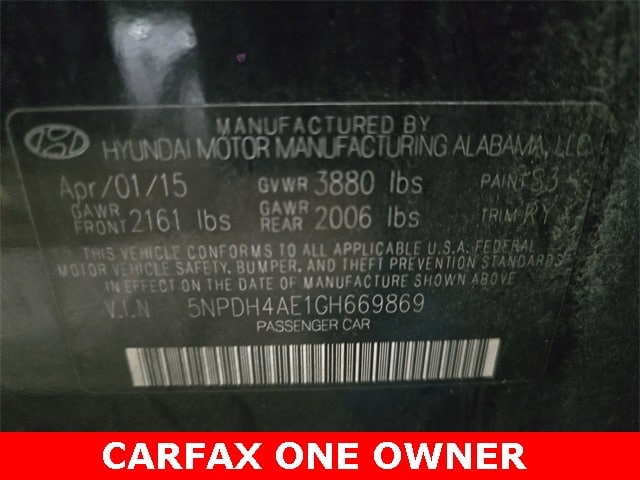 MANUFACTURED BY
HYUNDAI MOTOR MANUFACTURING ALABAMA, LLC
Apr/01/15 GVWR 3880 lbs PAINT S3
GAWR FRONT 2161 lbs GAWR REAR 2006 lbs TRIM RY
THIS VEHICLE CONFORMS TO ALL APPLICABLE U.S.A. FEDERAL
MOTOR VEHICLE SAFETY, BUMPER, AND THEFT PREVENTION STANDARDS
IN EFFECT ON THE DATE OF MANUFACTURE SHOWN ABOVE
V.I.N 5NPDH4AE1GH669869
PASSENGER CAR
CARFAX ONE OWNER